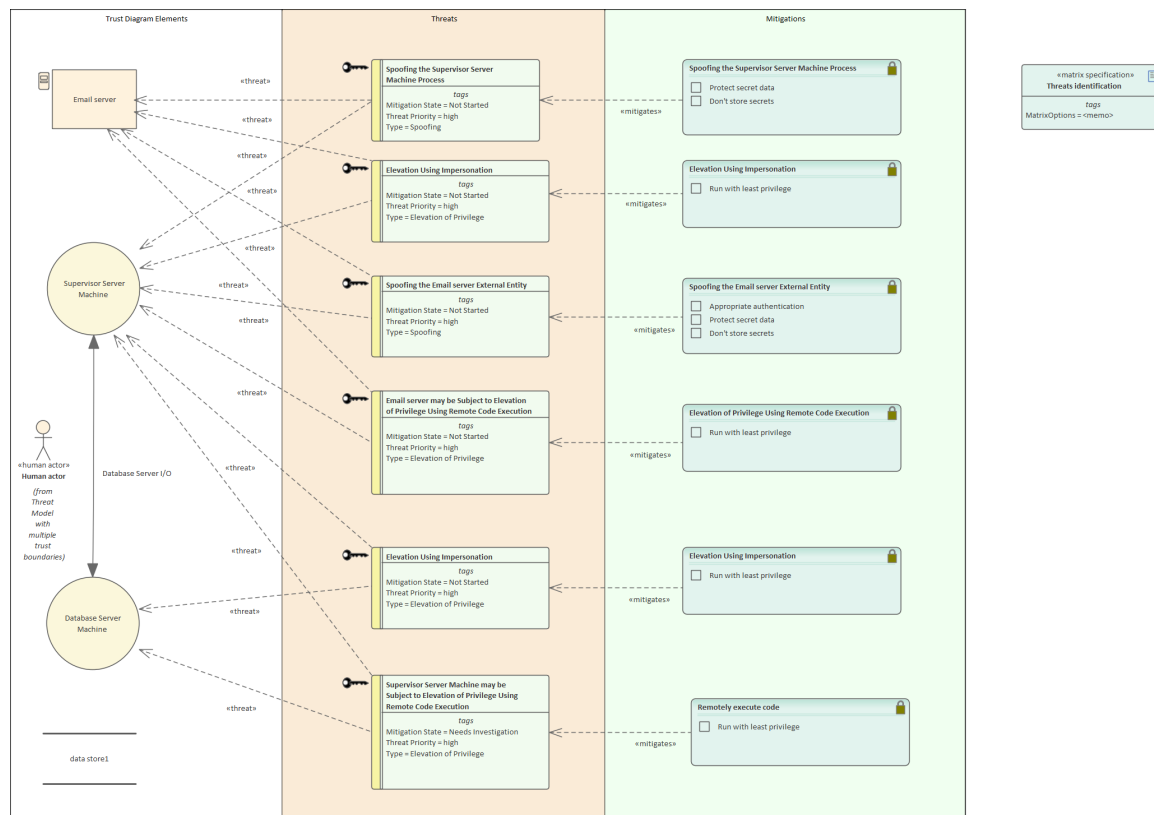 Trust Diagram Elements
Threats
Mitigations
Email server
Supervisor Server
Machine
«human actor»
Human actor
(from
Threat
Model
with
multiple
trust
boundaries)
Database Server I/O
Database Server
Machine
data store1
«threat»
«threat»
«threat»
«threat»
«threat»
«threat»
«threat»
«threat»
«threat»
«threat»
«threat»
«threat»
Spoofing the Supervisor Server
Machine Process
tags
Mitigation State = Not Started
Threat Priority = high
Type = Spoofing
Elevation Using Impersonation
tags
Mitigation State = Not Started
Threat Priority = high
Type = Elevation of Privilege
Spoofing the Email server External Entity
tags
Mitigation State = Not Started
Threat Priority = high
Type = Spoofing
Email server may be Subject to Elevation
of Privilege Using Remote Code Execution
tags
Mitigation State = Not Started
Threat Priority = high
Type = Elevation of Privilege
Elevation Using Impersonation
tags
Mitigation State = Not Started
Threat Priority = high
Type = Elevation of Privilege
Supervisor Server Machine may be
Subject to Elevation of Privilege Using
Remote Code Execution
tags
Mitigation State = Needs Investigation
Threat Priority = high
Type = Elevation of Privilege
«mitigates»
«mitigates»
«mitigates»
«mitigates»
«mitigates»
«mitigates»
Spoofing the Supervisor Server Machine Process
Protect secret data
Don't store secrets
Elevation Using Impersonation
Run with least privilege
Spoofing the Email server External Entity
Appropriate authentication
Protect secret data
Don't store secrets
Elevation of Privilege Using Remote Code Execution
Run with least privilege
Elevation Using Impersonation
Run with least privilege
Remotely execute code
Run with least privilege
«matrix specification»
Threats identification
tags
MatrixOptions = <memo>